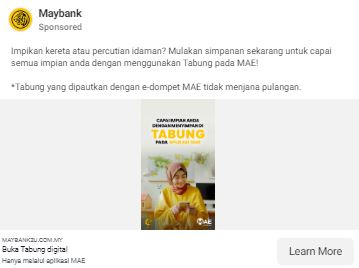 Maybank
Sponsored
Impikan kereta atau percutian idaman? Mulakan simpanan sekarang untuk capai
semua impian anda dengan menggunakan Tabung pada MAE!
*Tabung yang dipautkan dengan e-dompet MAE tidak menjana pulangan.
CAPAI IMPIAN ANDA
DENGAN MENYIMPAN DI
TABUNG
PADA APLIKASI MAE
MAE
MAYBANK2U.COM.MY
Buka Tabung digital
Hanya melalui aplikasi MAE
Learn More